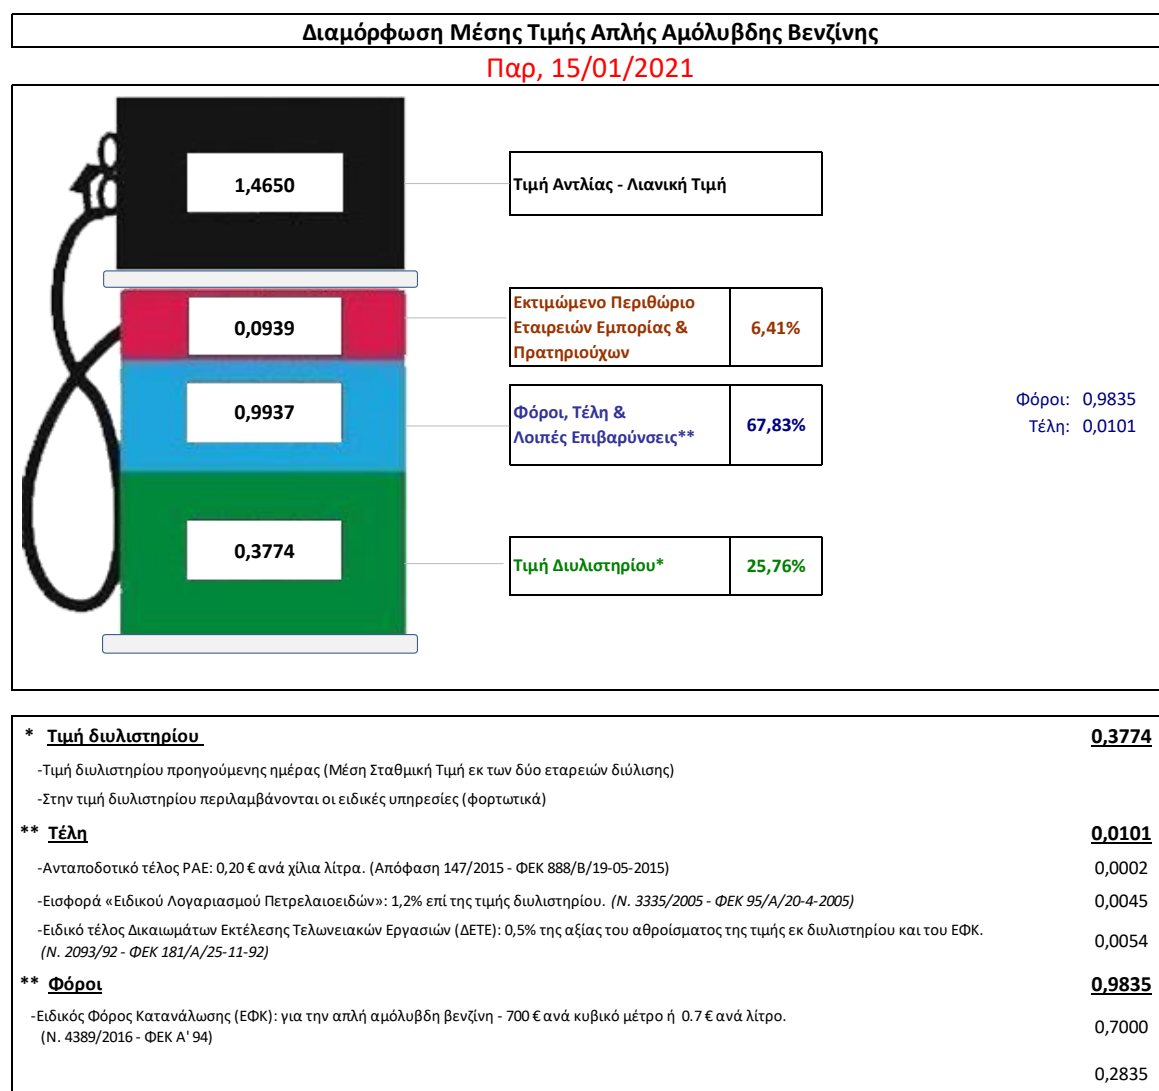 Διαμόρφωση Μέσης Τιμής Απλής Αμόλυβδης Βενζίνης
Παρ, 15/01/2021
1,4650
Τιμή Αντλίας - Λιανική Τιμή
0,0939
Εκτιμώμενο Περιθώριο
Εταιρειών Εμπορίας &
Πρατηριούχων
6,41%
0,9937
Φόροι, Τέλη &
Λοιπές Επιβαρύνσεις**
67,83%
Φόροι: 0,9835
Τέλη: 0,0101
0,3774
Τιμή Διυλιστηρίου*
25,76%
* Τιμή διυλιστηρίου 0,3774
-Τιμή διυλιστηρίου προηγούμενης ημέρας (Μέση Σταθμική Τιμή εκ των δύο εταρειών διύλισης)
-Στην τιμή διυλιστηρίου περιλαμβάνονται οι ειδικές υπηρεσίες (φορτωτικά)
** Τέλη 0,0101
-Ανταποδοτικό τέλος ΡΑΕ: 0,20 € ανά χίλια λίτρα. (Απόφαση 147/2015 - ΦΕΚ 888/Β/19-05-2015) 0,0002
-Εισφορά «Ειδικού Λογαριασμού Πετρελαιοειδών»: 1,2% επί της τιμής διυλιστηρίου. (Ν. 3335/2005 - ΦΕΚ 95/Α/20-4-2005) 0,0045
-Ειδικό τέλος Δικαιωμάτων Εκτέλεσης Τελωνειακών Εργασιών (ΔΕΤΕ): 0,5% της αξίας του αθροίσματος της τιμής εκ διυλιστηρίου και του ΕΦΚ.
(Ν. 2093/92 - ΦΕΚ 181/Α/25-11-92) 0,0054
** Φόροι 0,9835
-Ειδικός Φόρος Κατανάλωσης (ΕΦΚ): για την απλή αμόλυβδη βενζίνη - 700 € ανά κυβικό μέτρο ή 0.7 € ανά λίτρο.
(Ν. 4389/2016 - ΦΕΚ Α' 94) 0,7000
0,2835